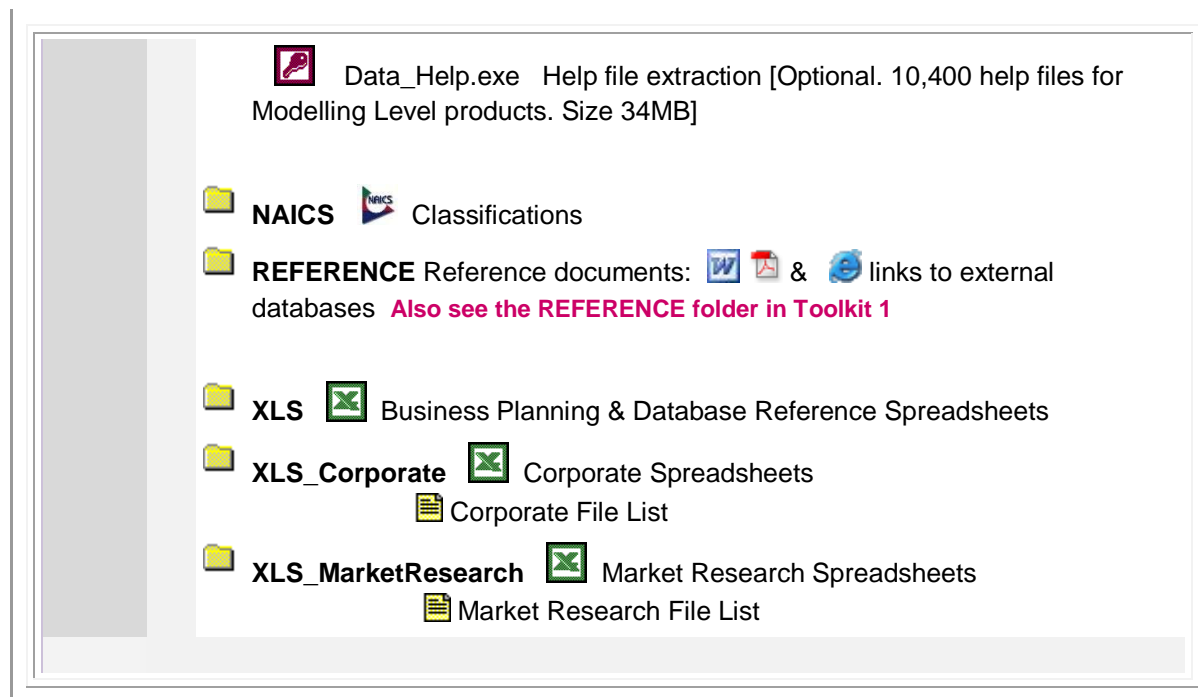 Data_Help.exe Help file extraction [Optional. 10,400 help files for
Modelling Level products. Size 34MB]
NAICS NAICS Classifications
REFERENCE Reference documents: W & links to external
databases Also see the REFERENCE folder in Toolkit 1
XLS Business Planning & Database Reference Spreadsheets
XLS_Corporate Corporate Spreadsheets
Corporate File List
XLS_MarketResearch Market Research Spreadsheets
Market Research File List